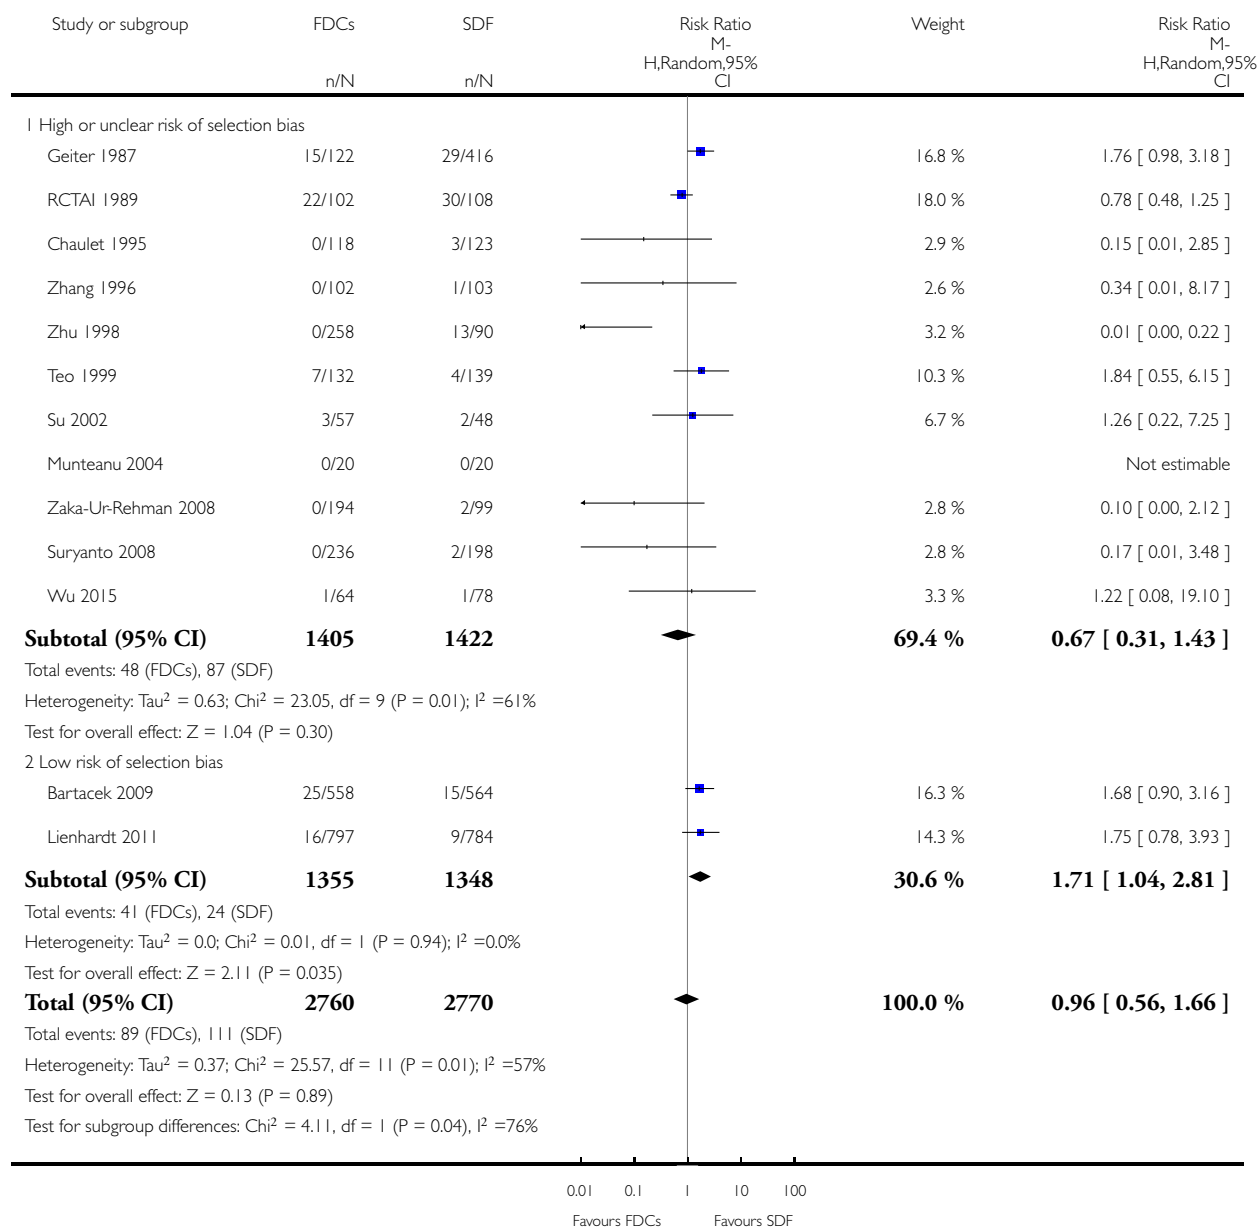 Study or subgroup FDCs SDF Risk Ratio Weight Risk Ratio
M- M-
H,Random,95% H,Random,95%
n/N n/N CI CI
1 High or unclear risk of selection bias
Geiter 1987 15/122 29/416 16.8 % 1.76 [ 0.98, 3.18 ]
RCTAI 1989 22/102 30/108 18.0 % 0.78 [ 0.48, 1.25 ]
Chaulet 1995 0/118 3/123 2.9 % 0.15 [ 0.01, 2.85 ]
Zhang 1996 0/102 1/103 2.6 % 0.34 [ 0.01, 8.17 ]
Zhu 1998 0/258 13/90 3.2 % 0.01 [ 0.00, 0.22 ]
Teo 1999 7/132 4/139 10.3 % 1.84 [ 0.55, 6.15 ]
Su 2002 3/57 2/48 6.7 % 1.26 [ 0.22, 7.25 ]
Munteanu 2004 0/20 0/20 Not estimable
Zaka-Ur-Rehman 2008 0/194 2/99 2.8 % 0.10 [ 0.00, 2.12 ]
Suryanto 2008 0/236 2/198 2.8 % 0.17 [ 0.01, 3.48 ]
Wu 2015 1/64 1/78 3.3 % 1.22 [ 0.08, 19.10 ]
Subtotal (95% CI) 1405 1422 69.4 % 0.67 [ 0.31, 1.43 ]
Total events: 48 (FDCs), 87 (SDF)
Heterogeneity: Tau² = 0.63; Chi² = 23.05, df = 9 (P = 0.01); I² =61%
Test for overall effect: Z = 1.04 (P = 0.30)
2 Low risk of selection bias
Bartacek 2009 25/558 15/564 16.3 % 1.68 [ 0.90, 3.16 ]
Lienhardt 2011 16/797 9/784 14.3 % 1.75 [ 0.78, 3.93 ]
Subtotal (95% CI) 1355 1348 30.6 % 1.71 [ 1.04, 2.81 ]
Total events: 41 (FDCs), 24 (SDF)
Heterogeneity: Tau² = 0.0; Chi² = 0.01, df = 1 (P = 0.94); I² =0.0%
Test for overall effect: Z = 2.11 (P = 0.035)
Total (95% CI) 2760 2770 100.0 % 0.96 [ 0.56, 1.66 ]
Total events: 89 (FDCs), 111 (SDF)
Heterogeneity: Tau² = 0.37; Chi² = 25.57, df = 11 (P = 0.01); I² =57%
Test for overall effect: Z = 0.13 (P = 0.89)
Test for subgroup differences: Chi² = 4.11, df = 1 (P = 0.04), I² =76%
0.01 0.1 1 10 100
Favours FDCs Favours SDF